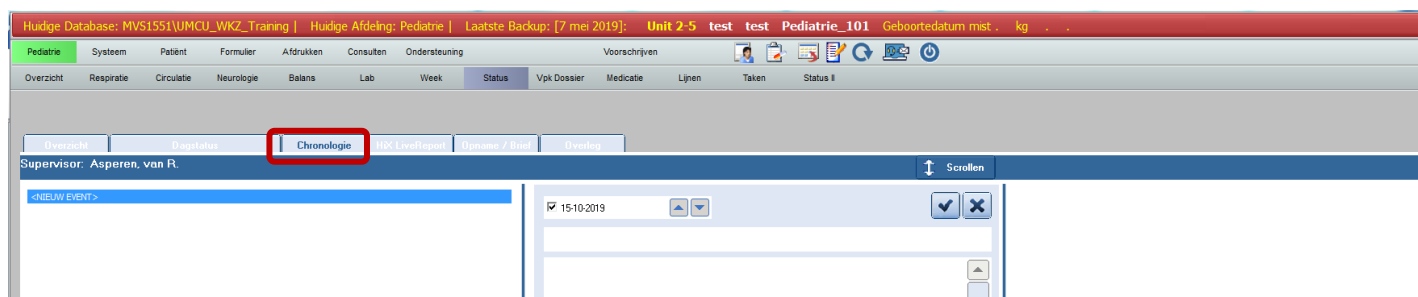 Huidige Database: MVS1551\UMCU_WKZ_Training | Huidige Afdeling: Pediatrie | Laatste Backup: [7 mei 2019]: Unit 2-5 test test Pediatrie_101 Geboortedatum mist . kg . .
Pediatrie Systeem Patiënt Formulier Afdrukken Consulten Ondersteuning Voorschrijven
Overzicht Respiratie Circulatie Neurologie Balans Lab Week Status Vpk Dossier Medicatie Lijnen Taken Status II
Overzicht Dagstatus Chronologie HiX LiveReport Opname / Brief Overleg
Supervisor: Asperen, van R. Scrollen
<NIEUW EVENT>
15-10-2019